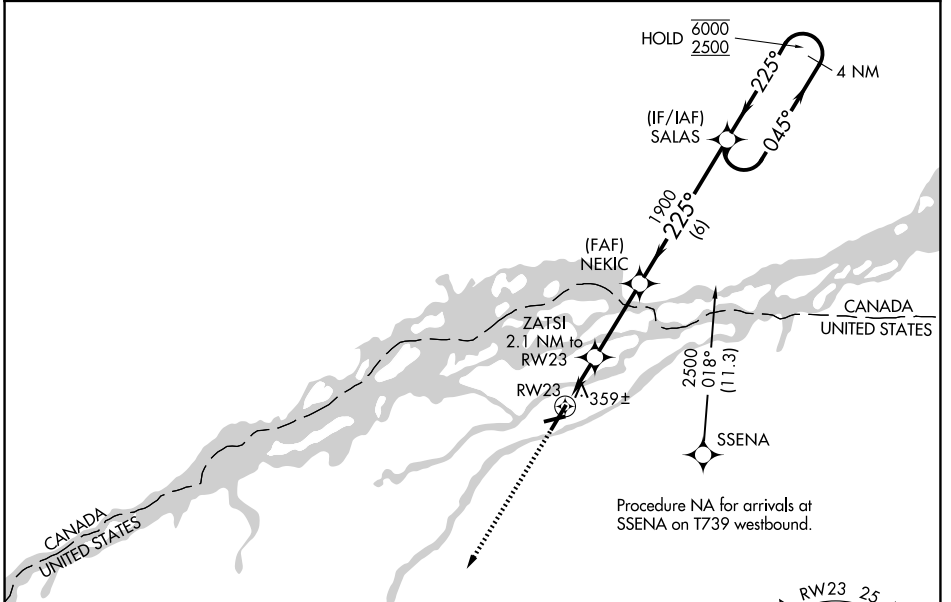 HOLD 6000
2500
4 NM
225°
045°
(IF/IAF)
SALAS
1900
225°
(6)
(FAF)
NEKIC
CANADA
UNITED STATES
ZATSI
2.1 NM to
RW23
RW23
359±
2500
018°
(11.3)
SSENA
Procedure NA for arrivals at
SSENA on T739 westbound.
CANADA
UNITED STATES
RW23 25